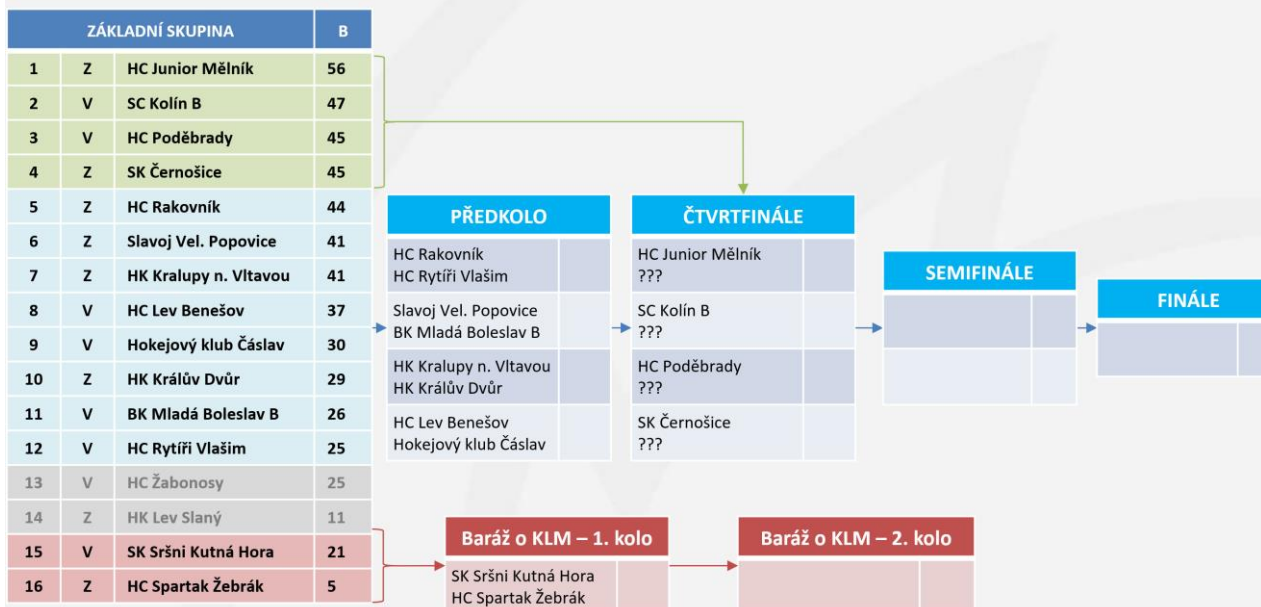 ZÁKLADNÍ SKUPINA B
1 Z HC Junior Mělník 56
2 V SC Kolín B 47
3 V HC Poděbrady 45
4 Z SK Černošice 45
5 Z HC Rakovník 44
6 Z Slavoj Vel. Popovice 41
7 Z HK Kralupy n. Vltavou 41
8 V HC Lev Benešov 37
9 V Hokejový klub Čáslav 30
10 Z HK Králův Dvůr 29
11 V BK Mladá Boleslav B 26
12 V HC Rytíři Vlašim 25
13 V HC Žabonosy 25
14 Z HK Lev Slaný 11
15 V SK Sršni Kutná Hora 21
16 Z HC Spartak Žebrák 5
PŘEDKOLO
HC Rakovník
HC Rytíři Vlašim
Slavoj Vel. Popovice
BK Mladá Boleslav B
HK Kralupy n. Vltavou
HK Králův Dvůr
HC Lev Benešov
Hokejový klub Čáslav
ČTVRTFINÁLE
HC Junior Mělník
???
SC Kolín B
???
HC Poděbrady
???
SK Černošice
???
SEMIFINÁLE
FINÁLE
Baráž o KLM – 1. kolo
SK Sršni Kutná Hora
HC Spartak Žebrák
Baráž o KLM – 2. kolo